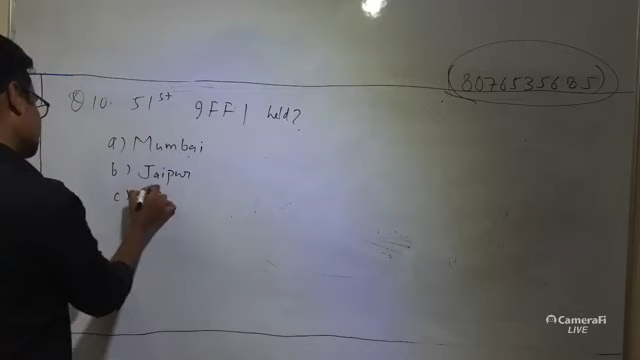 8076535685
Q10. 51st IFFI held?
a) Mumbai
b) Jaipur
c)
CameraFi
LIVE